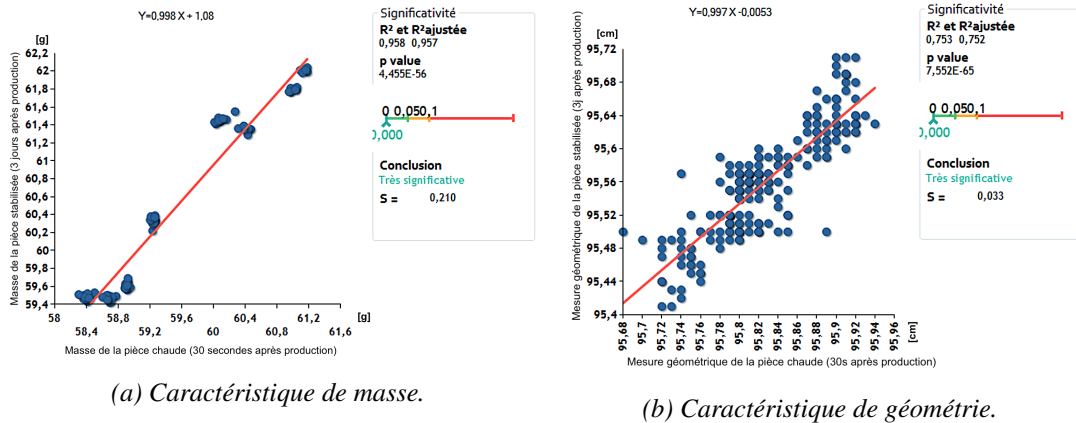 Y=0,998 X + 1,08
[g]
Masse de la pièce stabilisée (3 jours après production)
62,2
62
61,8
61,6
61,4
61,2
61
60,8
60,6
60,4
60,2
60
59,8
59,6
59,4
58
58,4
58,8
59,2
59,6
60
60,4
60,8
61,2
61,6
[g]
Masse de la pièce chaude (30 secondes après production)
Significativité
R² et R²ajustée
0,958 0,957
p value
4,455E-56
0 0,050,1
0,000
Conclusion
Très significative
S = 0,210
(a) Caractéristique de masse.
Y=0,997 X -0,0053
[cm]
Mesure géométrique de la pièce stabilisée (3j après production)
95,72
95,68
95,64
95,6
95,56
95,52
95,48
95,44
95,4
95,68
95,7
95,72
95,74
95,76
95,78
95,8
95,82
95,84
95,86
95,88
95,9
95,92
95,94
95,96
[cm]
Mesure géométrique de la pièce chaude (30s après production)
Significativité
R² et R²ajustée
0,753 0,752
p value
7,552E-65
0 0,050,1
0,000
Conclusion
Très significative
S = 0,033
(b) Caractéristique de géométrie.